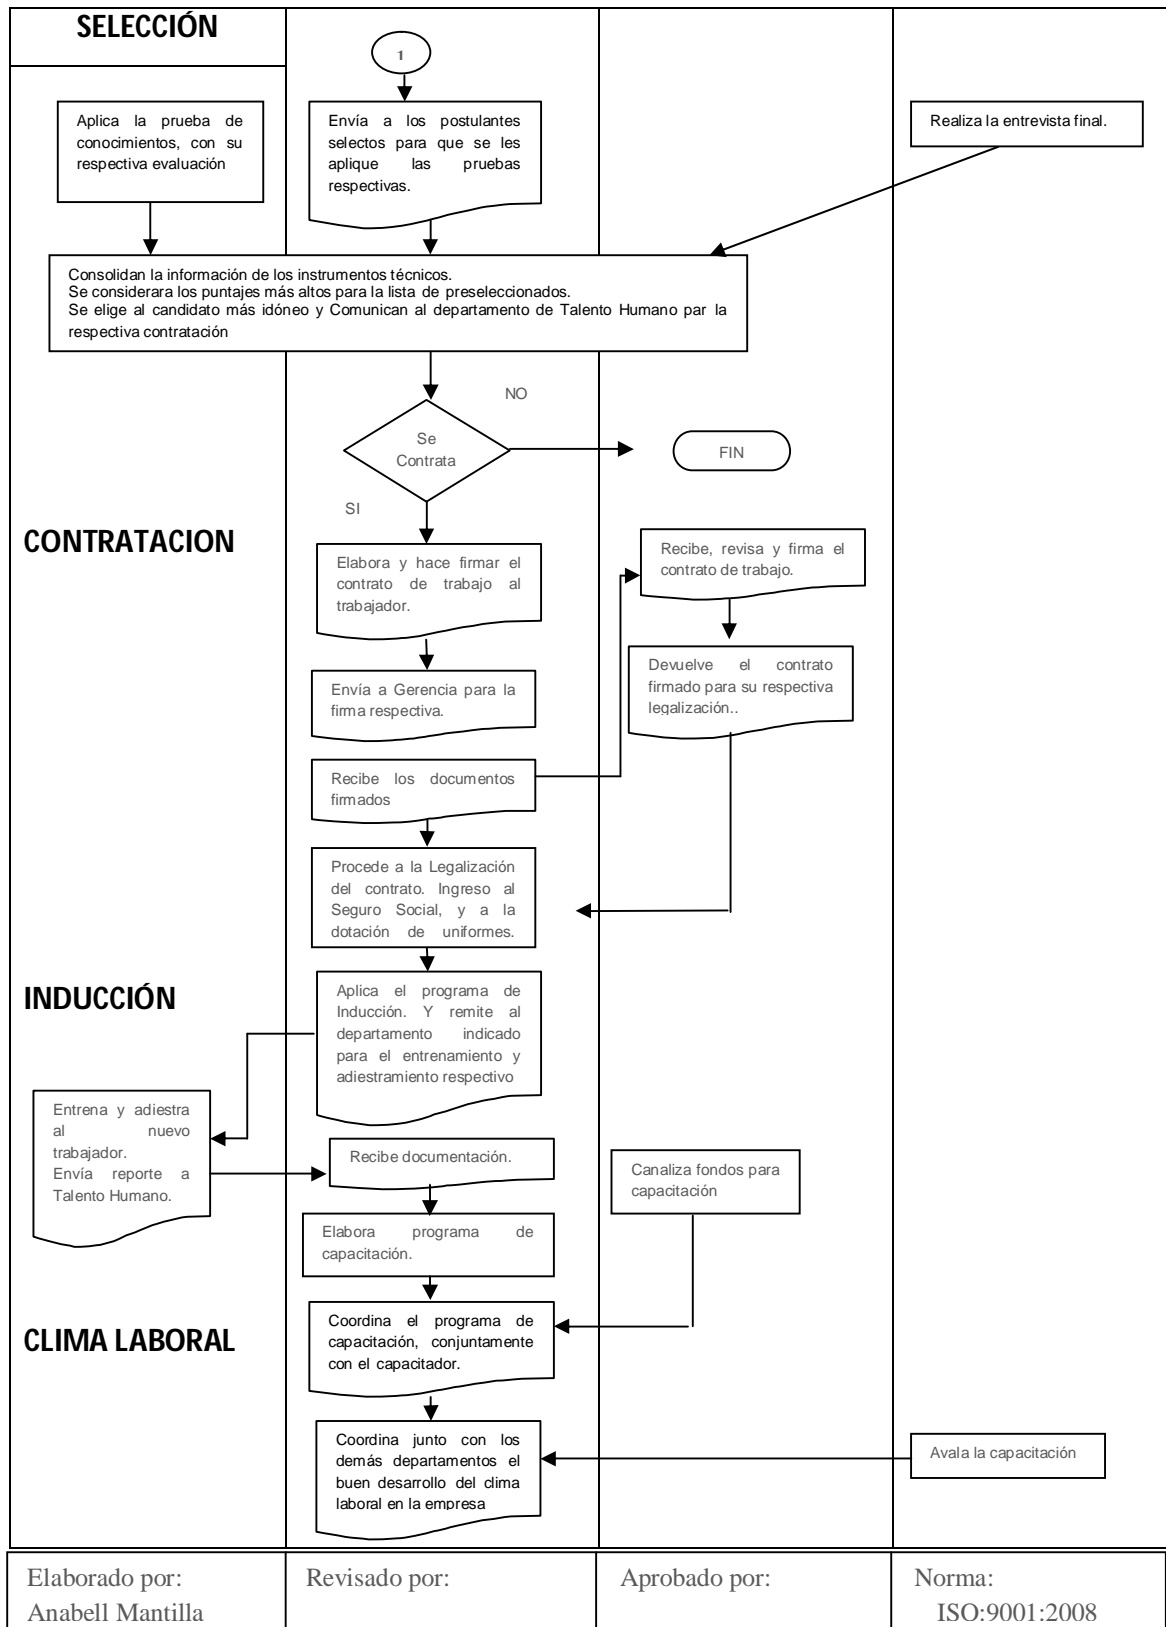 SELECCIÓN
1
Aplica la prueba de
conocimientos, con su
respectiva evaluación
Envía a los postulantes
selectos para que se les
aplique las pruebas
respectivas.
Realiza la entrevista final.
Consolidan la información de los instrumentos técnicos.
Se considerara los puntajes más altos para la lista de preseleccionados.
Se elige al candidato más idóneo y Comunican al departamento de Talento Humano par la
respectiva contratación
NO
Se
Contrata
FIN
SI
CONTRATACION
Elabora y hace firmar el
contrato de trabajo al
trabajador.
Recibe, revisa y firma el
contrato de trabajo.
Envía a Gerencia para la
firma respectiva.
Devuelve el contrato
firmado para su respectiva
legalización..
Recibe los documentos
firmados
Procede a la Legalización
del contrato. Ingreso al
Seguro Social, y a la
dotación de uniformes.
INDUCCIÓN
Aplica el programa de
Inducción. Y remite al
departamento indicado
para el entrenamiento y
adiestramiento respectivo
Entrena y adiestra
al nuevo
trabajador.
Envía reporte a
Talento Humano.
Recibe documentación.
Canaliza fondos para
capacitación
Elabora programa de
capacitación.
CLIMA LABORAL
Coordina el programa de
capacitación, conjuntamente
con el capacitador.
Coordina junto con los
demás departamentos el
buen desarrollo del clima
laboral en la empresa
Avala la capacitación
Elaborado por:
Anabell Mantilla
Revisado por:
Aprobado por:
Norma:
ISO:9001:2008